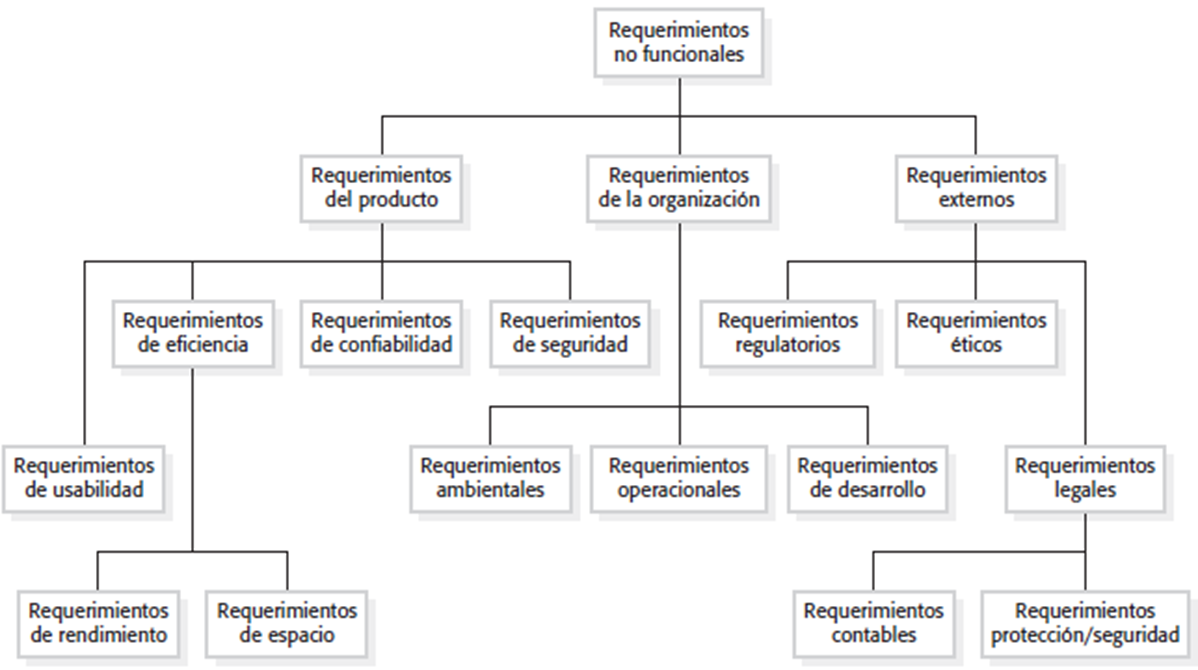 Requerimientos
no funcionales
Requerimientos
del producto
Requerimientos
de la organización
Requerimientos
externos
Requerimientos
de eficiencia
Requerimientos
de confiabilidad
Requerimientos
de seguridad
Requerimientos
regulatorios
Requerimientos
éticos
Requerimientos
de usabilidad
Requerimientos
ambientales
Requerimientos
operacionales
Requerimientos
de desarrollo
Requerimientos
legales
Requerimientos
de rendimiento
Requerimientos
de espacio
Requerimientos
contables
Requerimientos
protección/seguridad